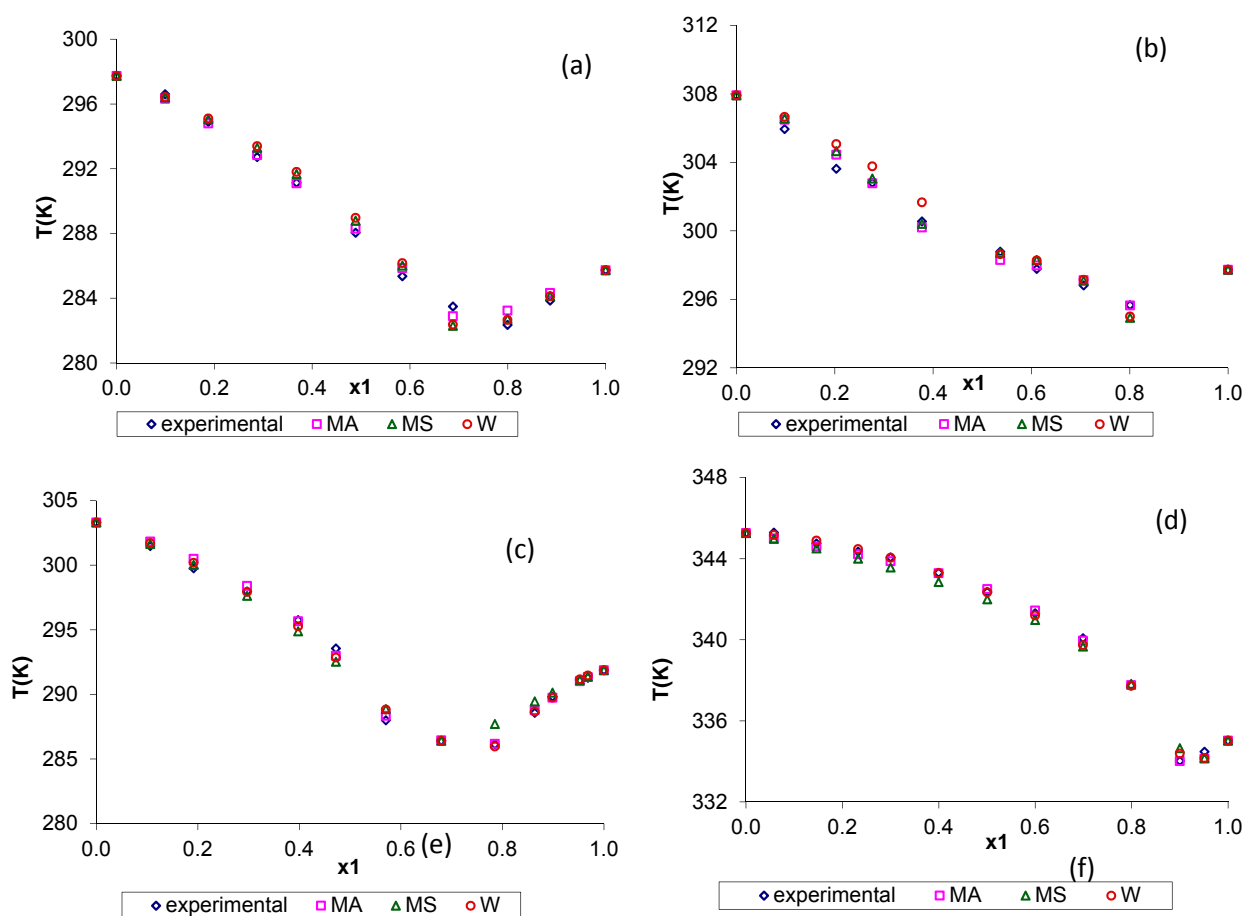 300
(a)
296
292
T(K)
288
284
280
0.0 0.2 0.4 0.6 0.8 1.0
x1
experimental MA MS W
312
(b)
308
304
T(K)
300
296
292
0.0 0.2 0.4 0.6 0.8 1.0
x1
experimental MA MS W
305
(c)
300
295
T(K)
290
285
280
0.0 0.2 0.4 0.6 0.8 1.0
x1
(e)
experimental MA MS W
348
(d)
344
340
T(K)
336
332
0.0 0.2 0.4 0.6 0.8 1.0
x1
(f)
experimental MA MS W